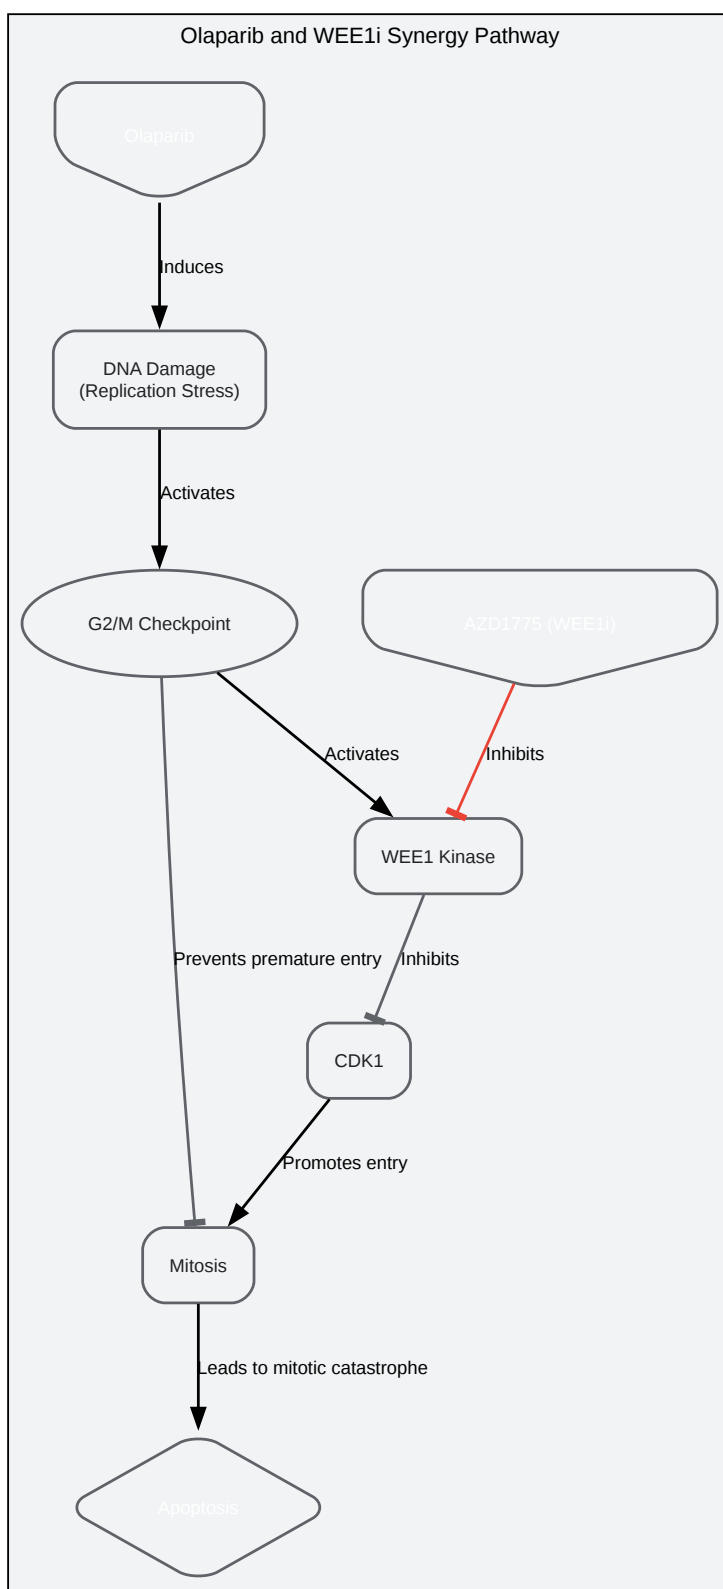 Olaparib and WEE1i Synergy Pathway
Olaparib
Induces
DNA Damage
(Replication Stress)
Activates
G2/M Checkpoint
AZD1775 (WEE1i)
Activates
Inhibits
WEE1 Kinase
Prevents premature entry
Inhibits
CDK1
Promotes entry
Mitosis
Leads to mitotic catastrophe
Apoptosis